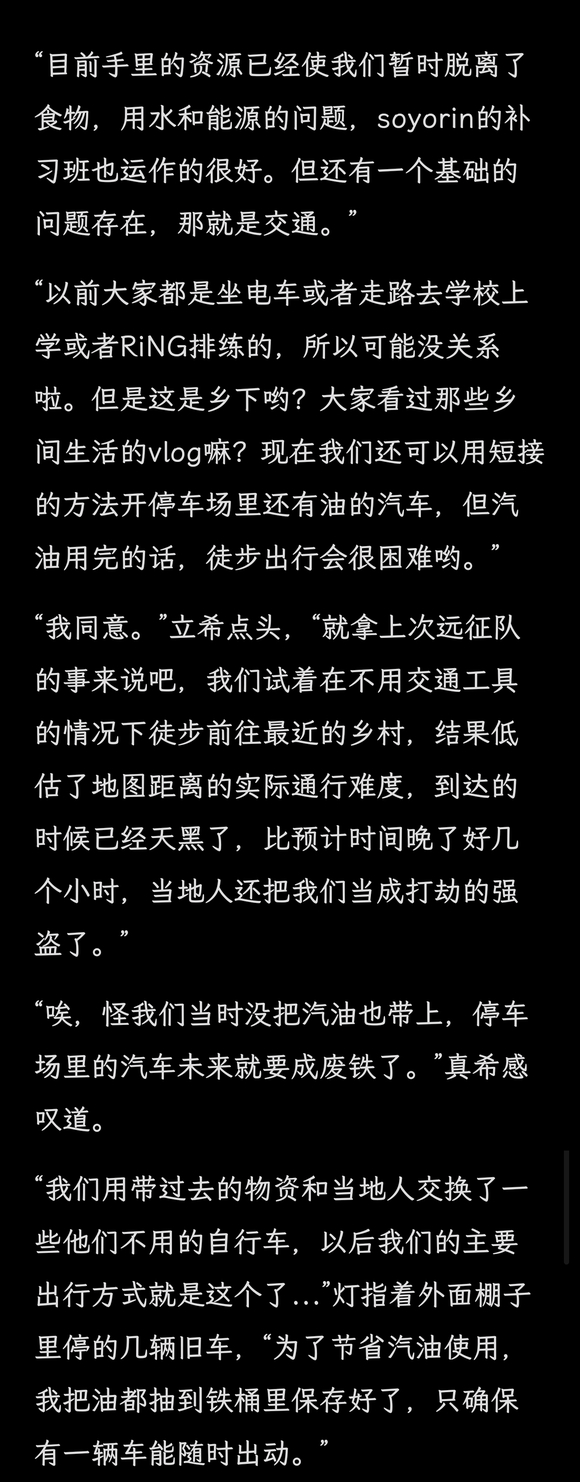 “目前手里的资源已经使我们暂时脱离了
食物，用水和能源的问题，soyorin的补
习班也运作的很好。但还有一个基础的
问题存在，那就是交通。”
“以前大家都是坐电车或者走路去学校上
学或者RiNG排练的，所以可能没关系
啦。但是这是乡下哟？大家看过那些乡
间生活的vlog嘛？现在我们还可以用短接
的方法开停车场里还有油的汽车，但汽
油用完的话，徒步出行会很困难哟。”
“我同意。”立希点头，“就拿上次远征队
的事来说吧，我们试着在不用交通工具
的情况下徒步前往最近的乡村，结果低
估了地图距离的实际通行难度，到达的
时候已经天黑了，比预计时间晚了好几
个小时，当地人还把我们当成打劫的强
盗了。”
“唉，怪我们当时没把汽油也带上，停车
场里的汽车未来就要成废铁了。”真希感
叹道。
“我们用带过去的物资和当地人交换了一
些他们不用的自行车，以后我们的主要
出行方式就是这个了...”灯指着外面棚子
里停的几辆旧车，“为了节省汽油使用，
我把油都抽到铁桶里保存好了，只确保
有一辆车能随时出动。”